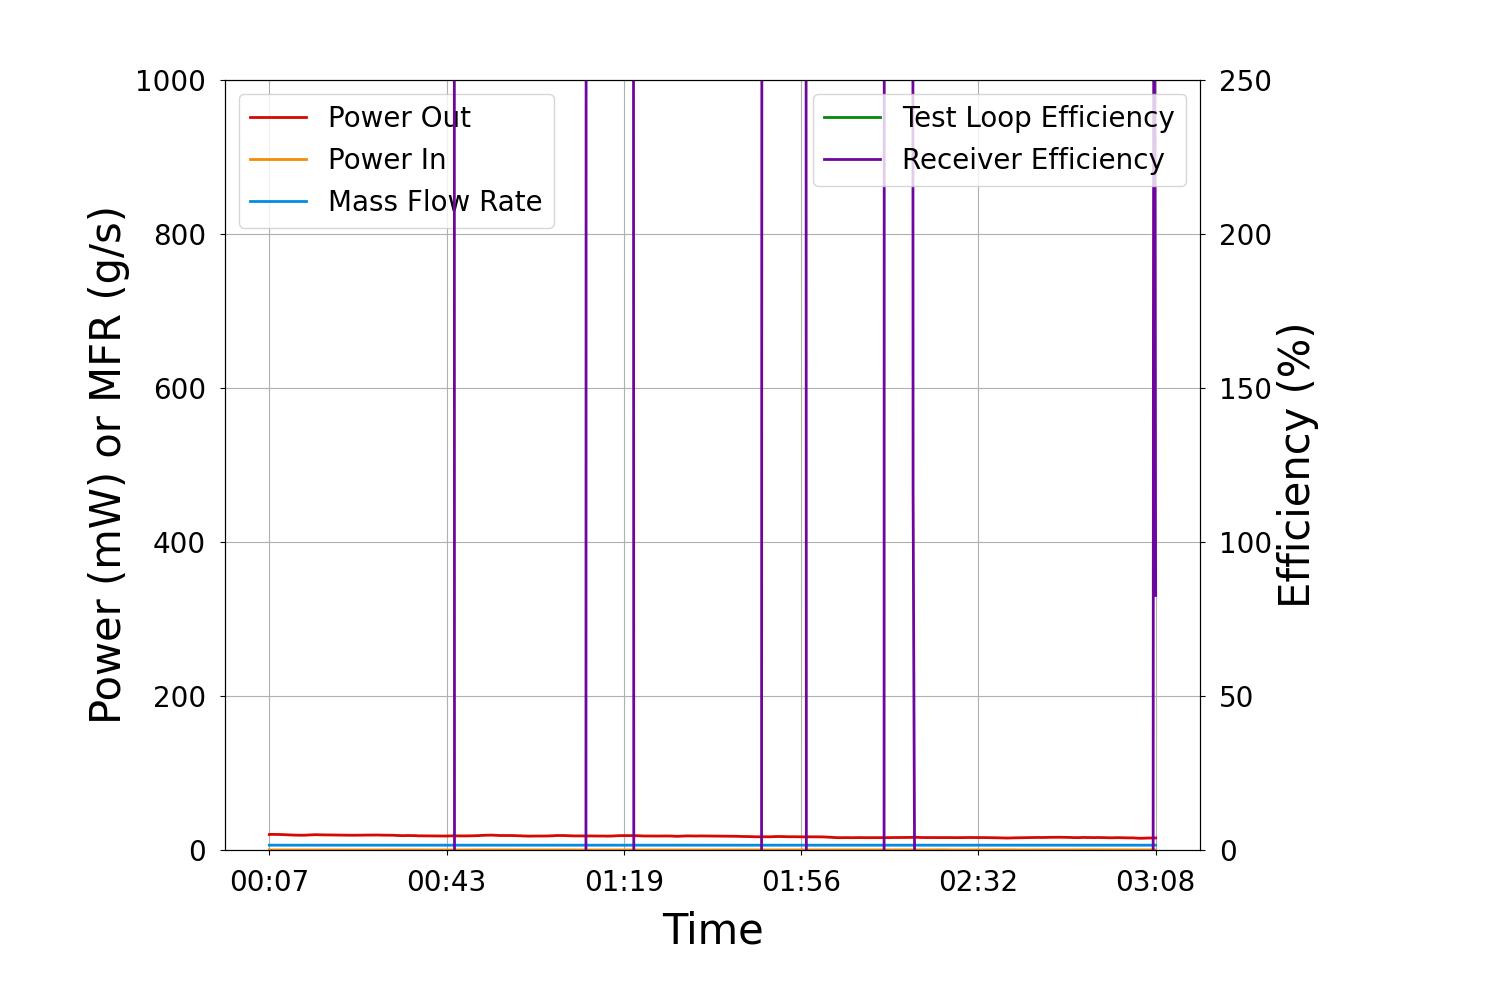 1000
800
600
400
200
0
Power (mW) or MFR (g/s)
Power Out
Power In
Mass Flow Rate
Test Loop Efficiency
Receiver Efficiency
250
200
150
100
50
0
Efficiency (%)
00:07 00:43 01:19 01:56 02:32 03:08
Time